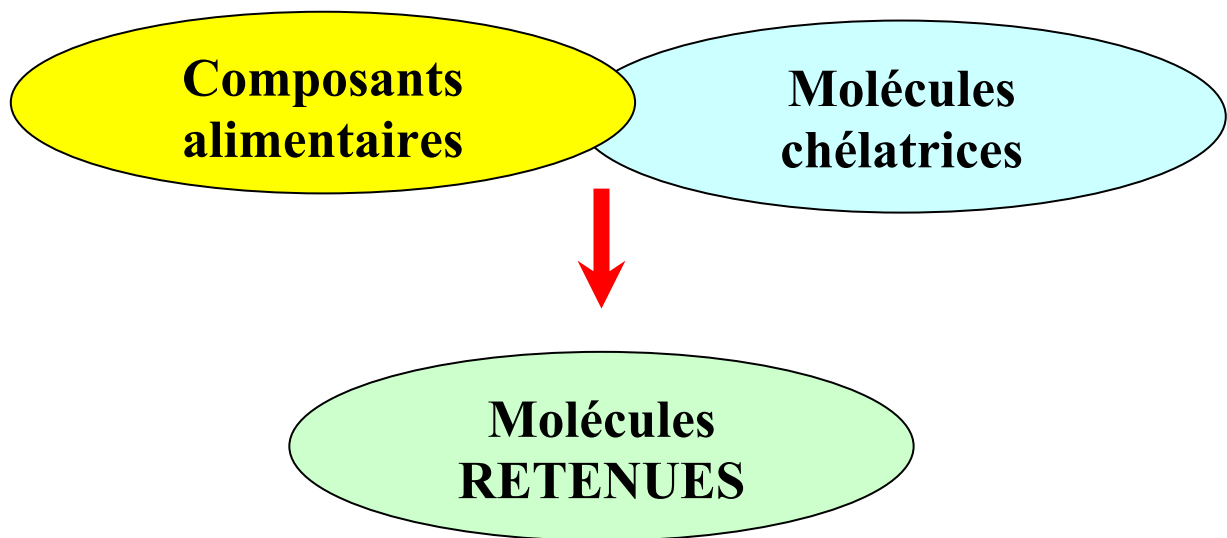 Composants
alimentaires
Molécules
chélatrices
Molécules
RETENUES